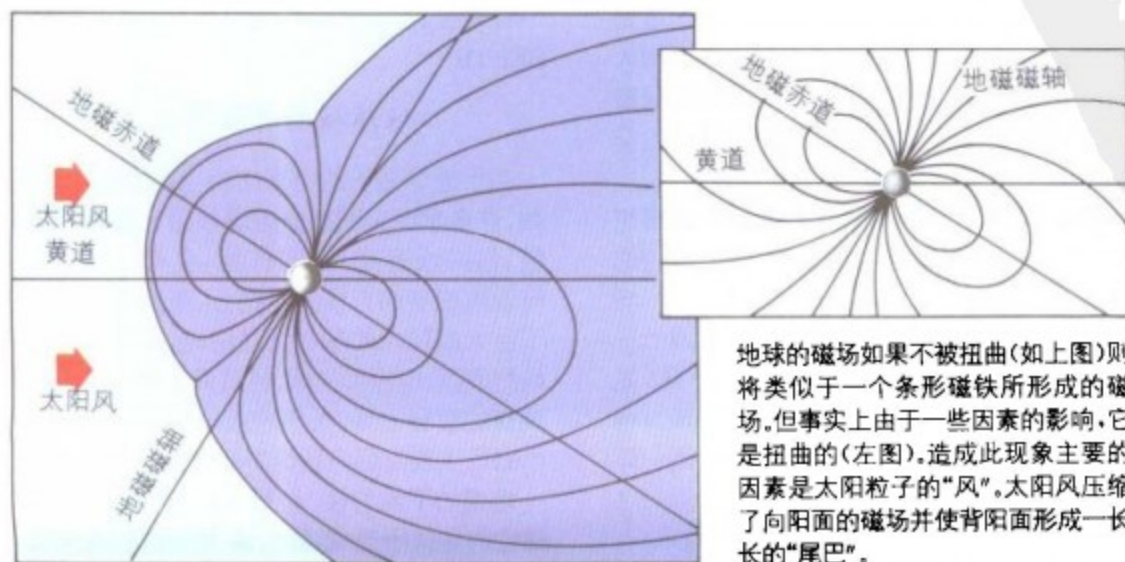 地磁赤道
太阳风
黄道
太阳风
地磁磁轴
地磁赤道
地磁磁轴
黄道
地球的磁场如果不被扭曲(如上图)则
将类似于一个条形磁铁所形成的磁
场。但事实上由于一些因素的影响,它
是扭曲的(左图)。造成此现象主要的
因素是太阳粒子的“风”。太阳风压缩
了向阳面的磁场并使背阳面形成一长
长的“尾巴”。